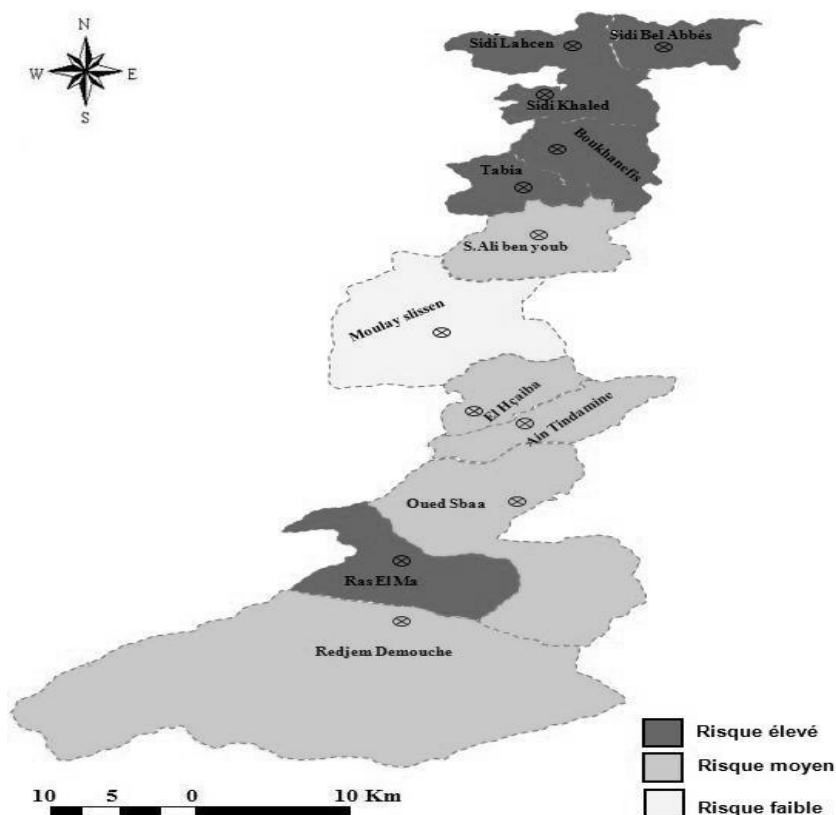 N
W E
S
Sidi Lahcen
Sidi Bel Abbés
Sidi Khaled
Boukhanefis
Tabia
S.Ali ben youb
Moulay slissen
El Hçaiba
Ain Tindamine
Oued Sbaa
Ras El Ma
Redjem Demouche
Risque élevé
Risque moyen
Risque faible
10 0 10 Km